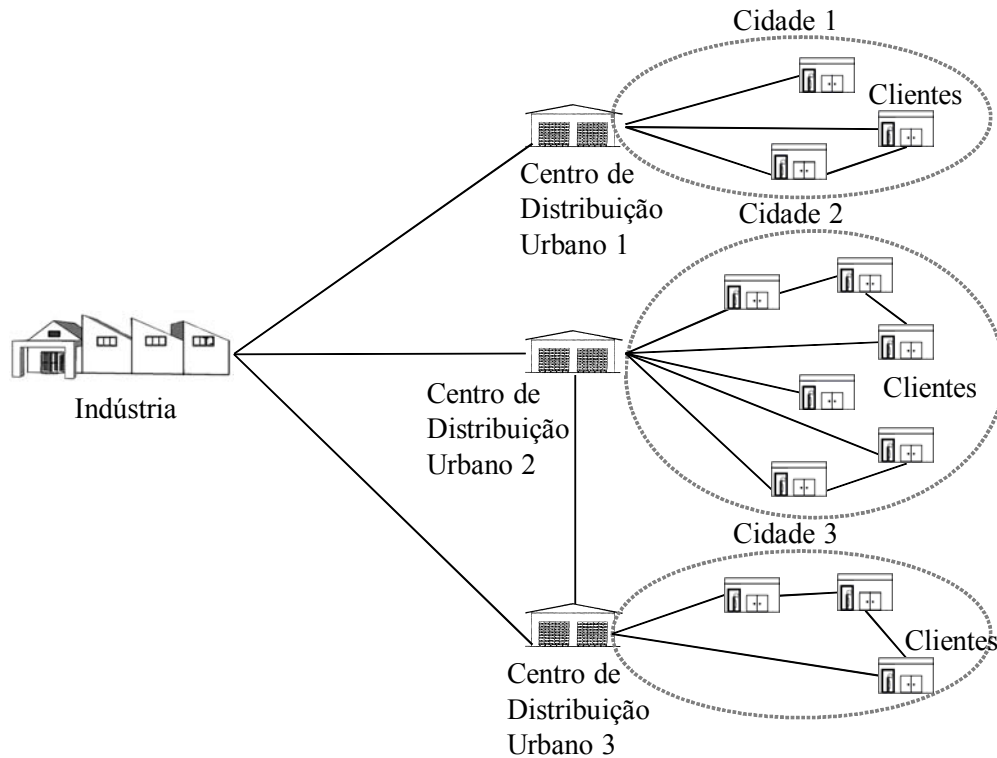 Cidade 1
Clientes
Centro de
Distribuição
Urbano 1
Cidade 2
Indústria
Centro de
Distribuição
Urbano 2
Clientes
Cidade 3
Clientes
Centro de
Distribuição
Urbano 3